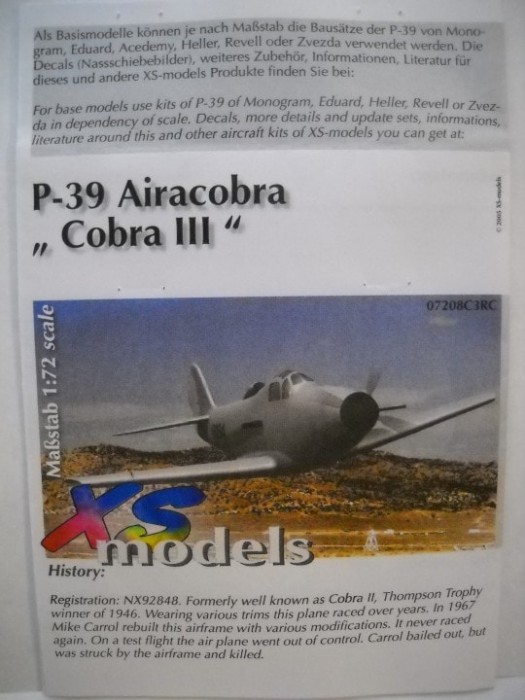 Als Basismodelle können je nach Maßstab die Bausätze der P-39 von Mono-
gram, Eduard, Acedemy, Heller, Revell oder Zvezda verwendet werden. Die
Decals (Nassschiebebilder), weiteres Zubehör, Informationen, Literatur für
dieses und andere XS-models Produkte finden Sie bei:
For base models use kits of P-39 of Monogram, Eduard, Heller, Revell or Zvez-
da in dependency of scale. Decals, more details and update sets, informations,
literature around this and other aircraft kits of XS-models you can get at:
P-39 Airacobra
„ Cobra III “
© 2005 XS-models
07208C3RC
Maßstab 1:72 scale
XS
models
History:
Registration: NX92848. Formerly well known as Cobra II, Thompson Trophy
winner of 1946. Wearing various trims this plane raced over years. In 1967
Mike Carrol rebuilt this airframe with various modifications. It never raced
again. On a test flight the air plane went out of control. Carrol bailed out, but
was struck by the airframe and killed.